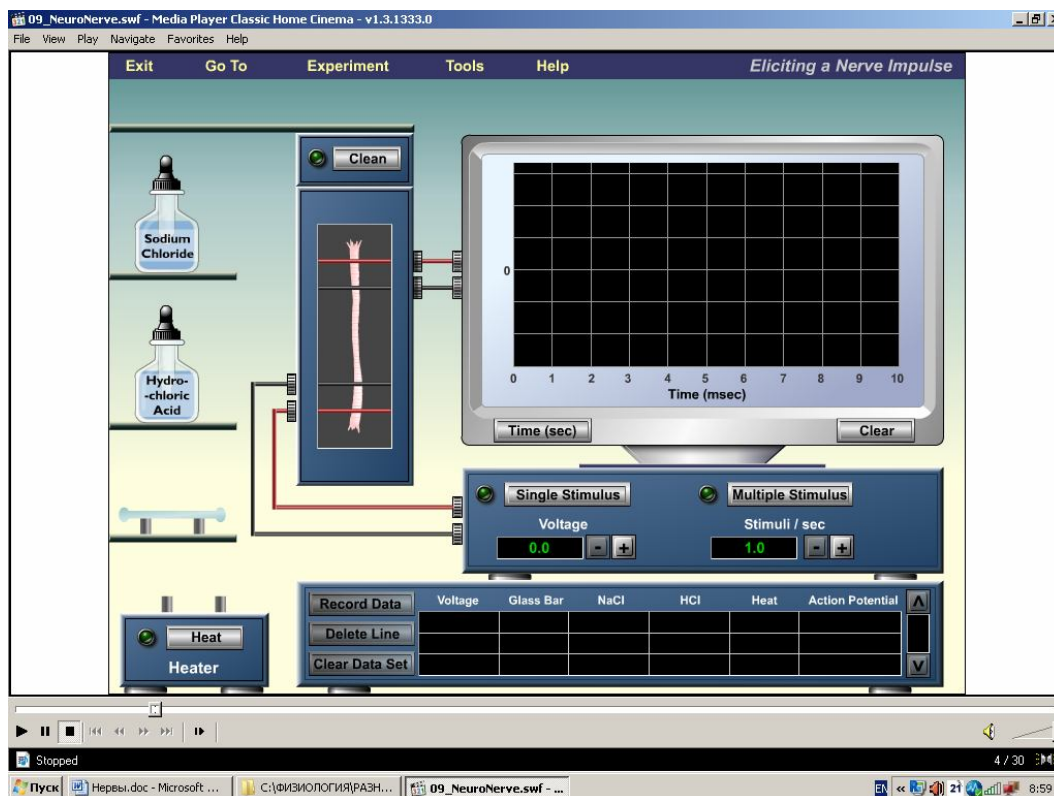 09_NeuroNerve.swf - Media Player Classic Home Cinema - v1.3.1333.0
File View Play Navigate Favorites Help
Exit Go To Experiment Tools Help Eliciting a Nerve Impulse
Clean
Sodium
Chloride
0
Hydro-
-chloric
Acid
0 1 2 3 4 5 6 7 8 9 10
Time (msec)
Time (sec) Clear
Single Stimulus Multiple Stimulus
Voltage Stimuli / sec
0.0 - + 1.0 - +
Record Data Voltage Glass Bar NaCl HCl Heat Action Potential
Delete Line
Clear Data Set
Heat
Heater
Stopped 4 / 30
Пуск Нервы.doc - Microsoft ... C:\ФИЗИОЛОГИЯ\РАЗН... 09_NeuroNerve.swf - ... EN « 21 8:59